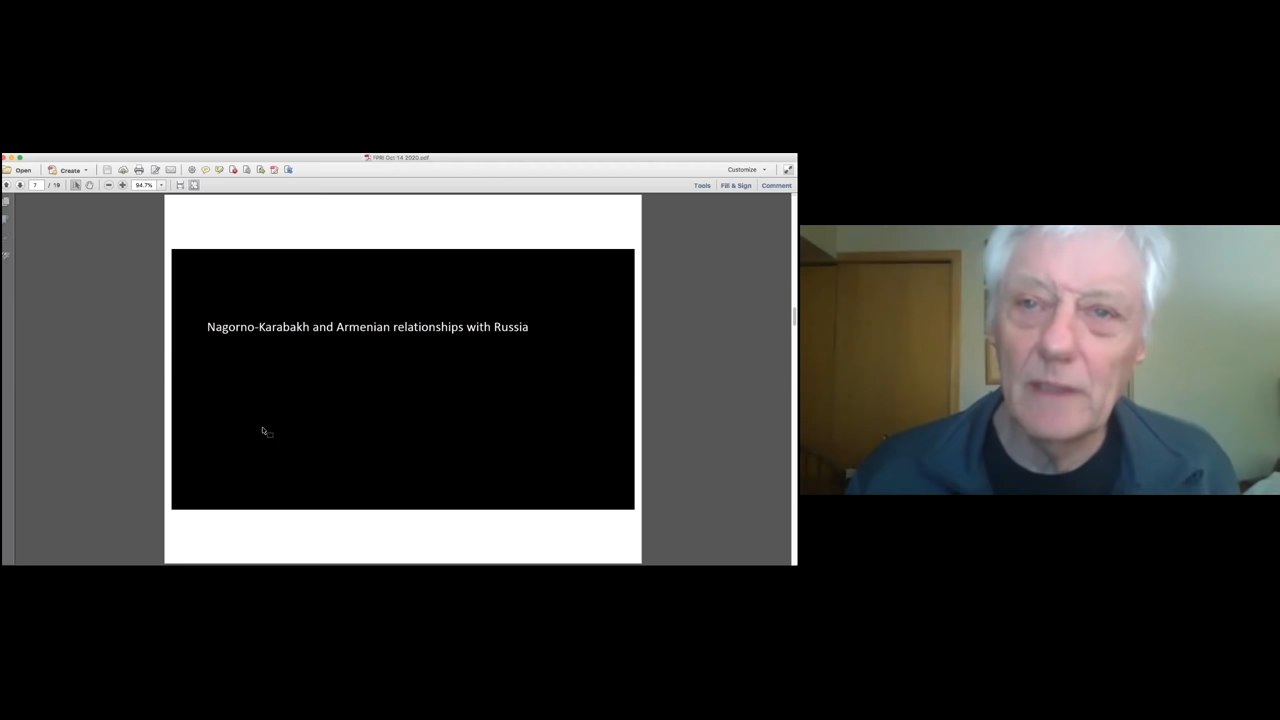 FPRI Oct 14 2020.pdf
Open Create Customize
7 / 19 94.7% Tools Fill & Sign Comment
Nagorno-Karabakh and Armenian relationships with Russia